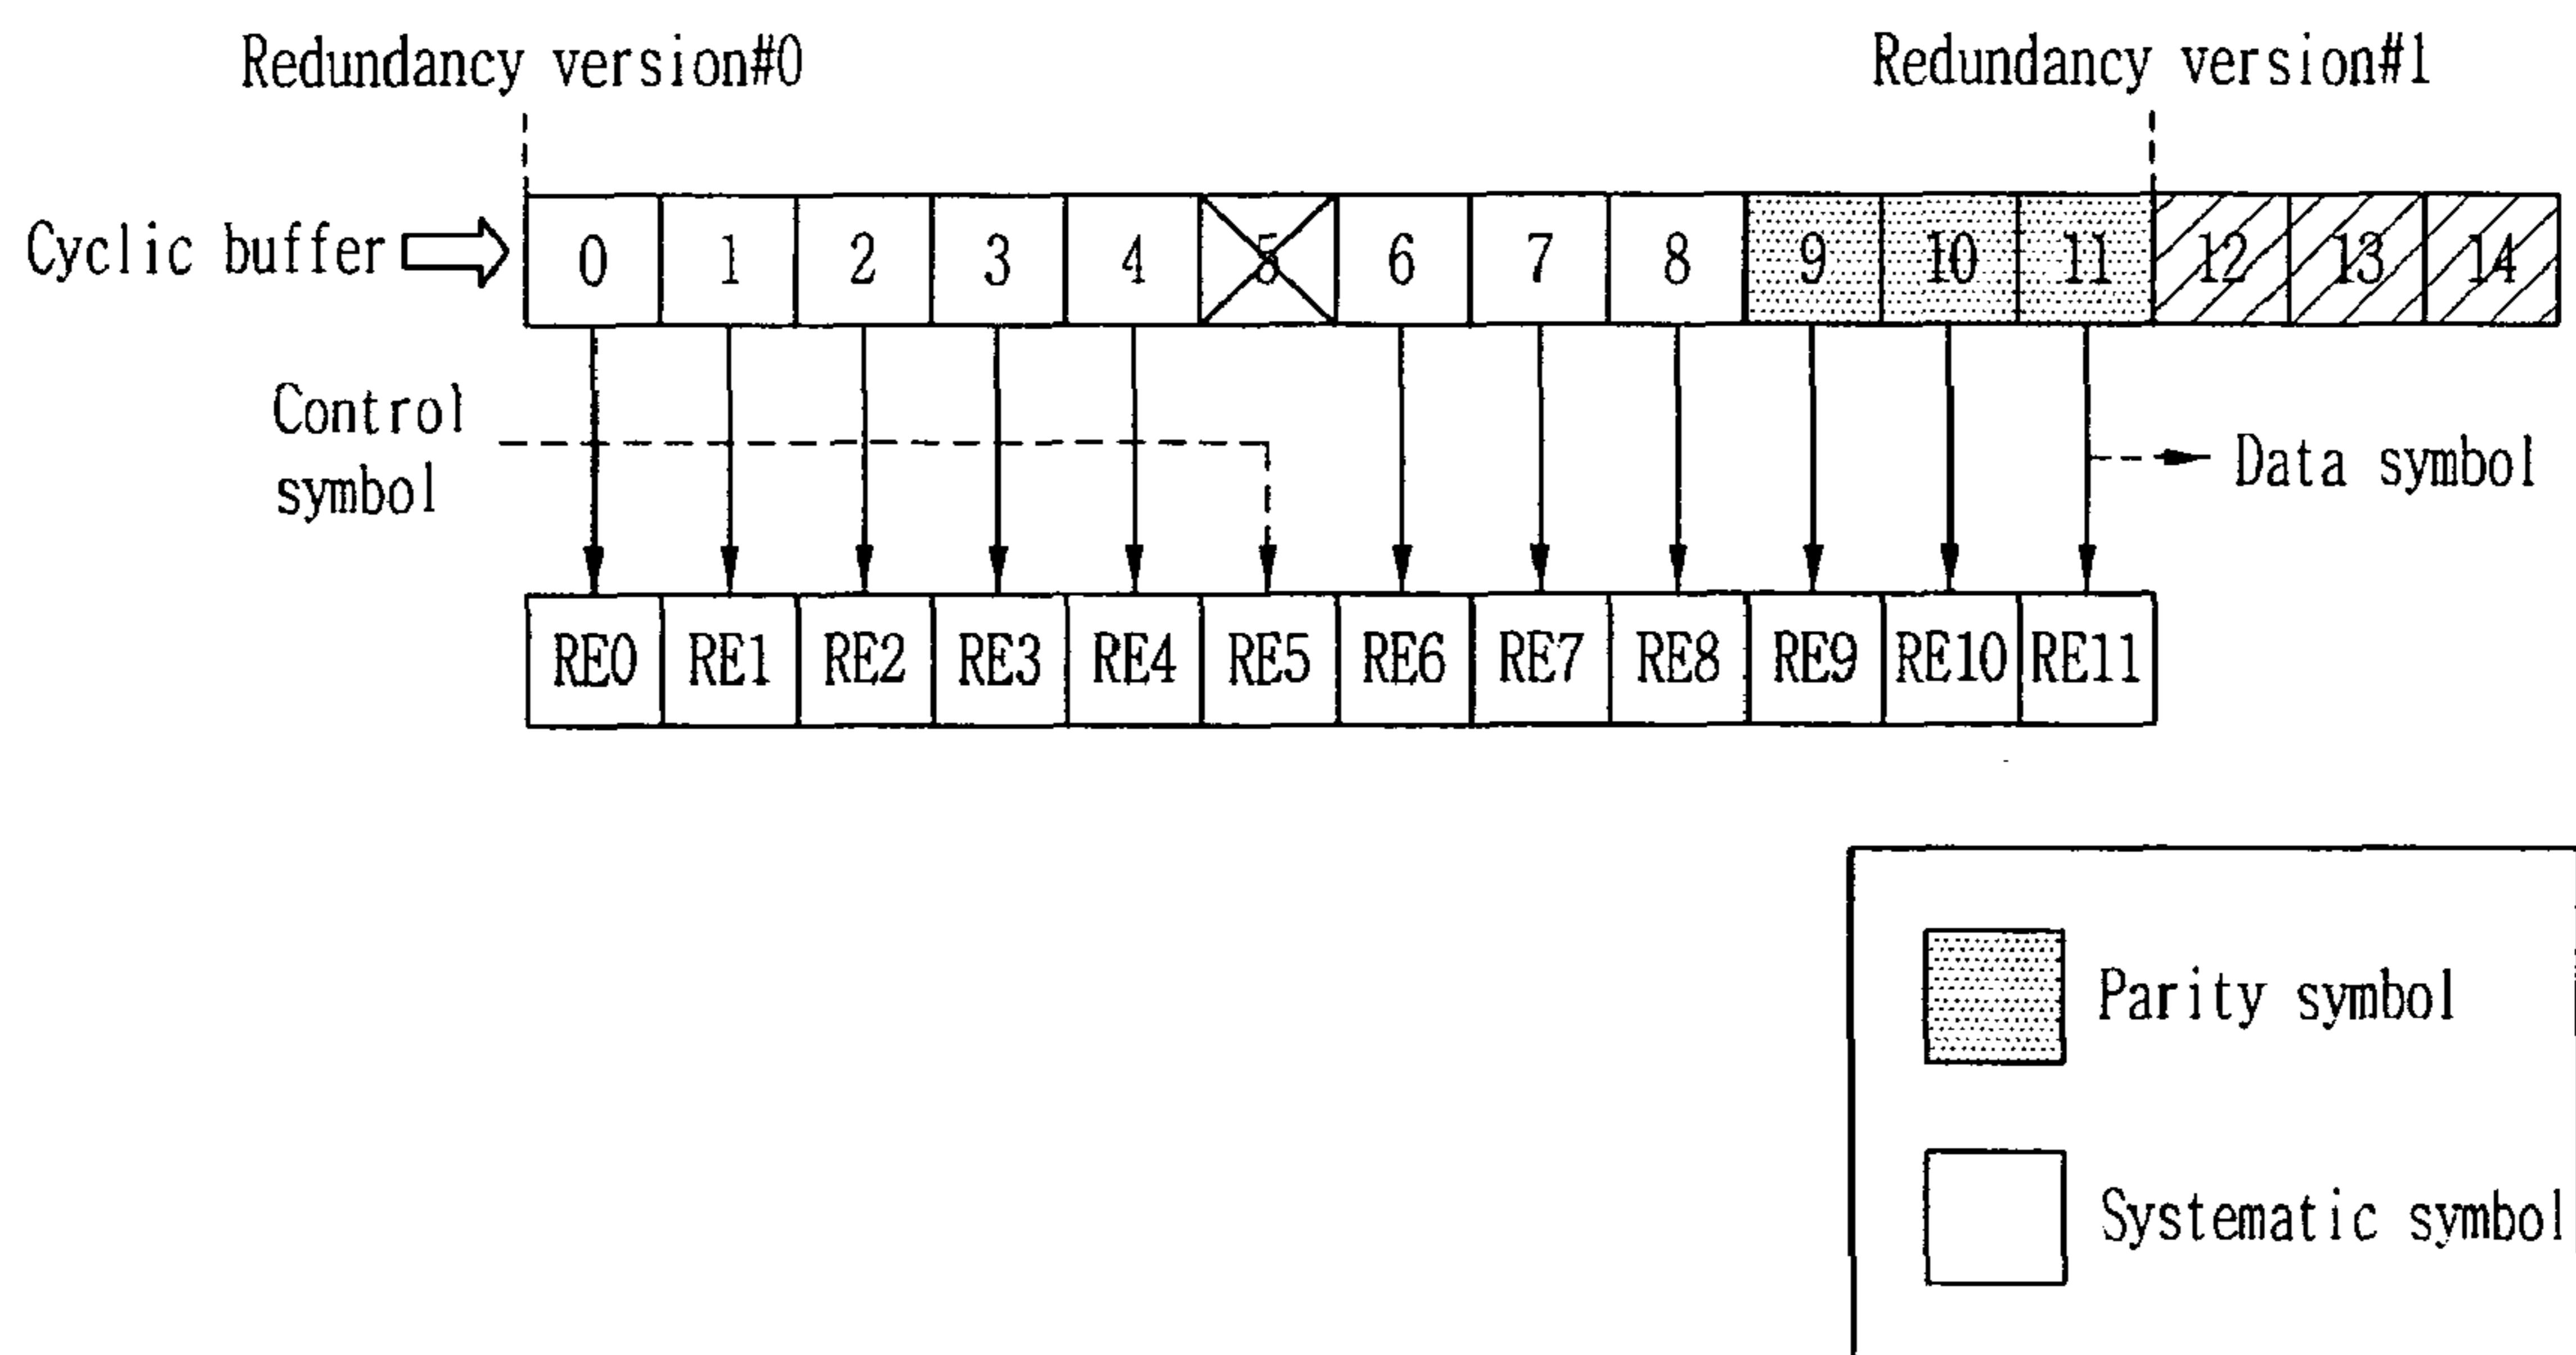 Redundancy version#0 Redundancy version#1
Cyclic buffer 0 1 2 3 4 5 6 7 8 9 10 11 12 13 14
Control
symbol
Data symbol
RE0 RE1 RE2 RE3 RE4 RE5 RE6 RE7 RE8 RE9 RE10 RE11
Parity symbol
Systematic symbol